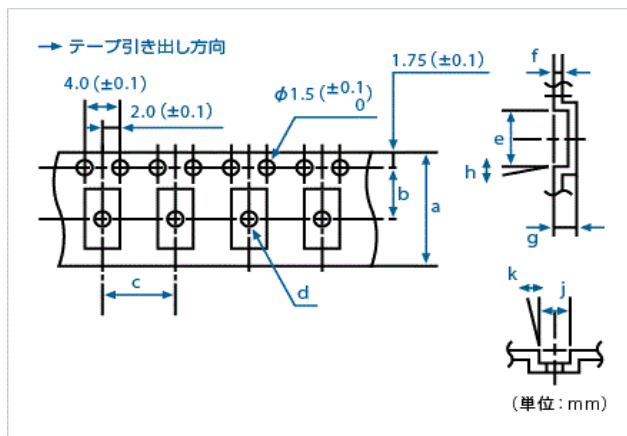 → テープ引き出し方向
4.0 (±0.1)
2.0 (±0.1)
φ1.5 (±0.1 0)
1.75 (±0.1)
a
b
c
d
f
e
h
g
k
j
(単位：mm)